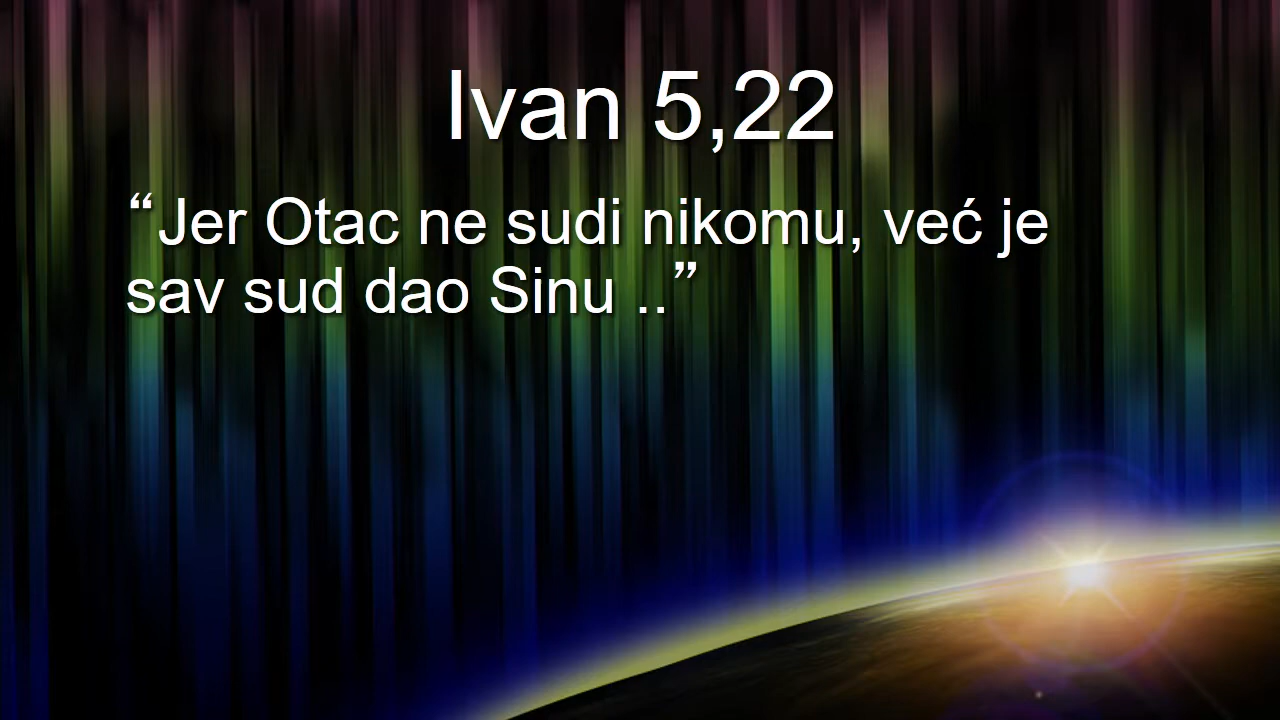 Ivan 5,22
“Jer Otac ne sudi nikomu, već je
sav sud dao Sinu ..”